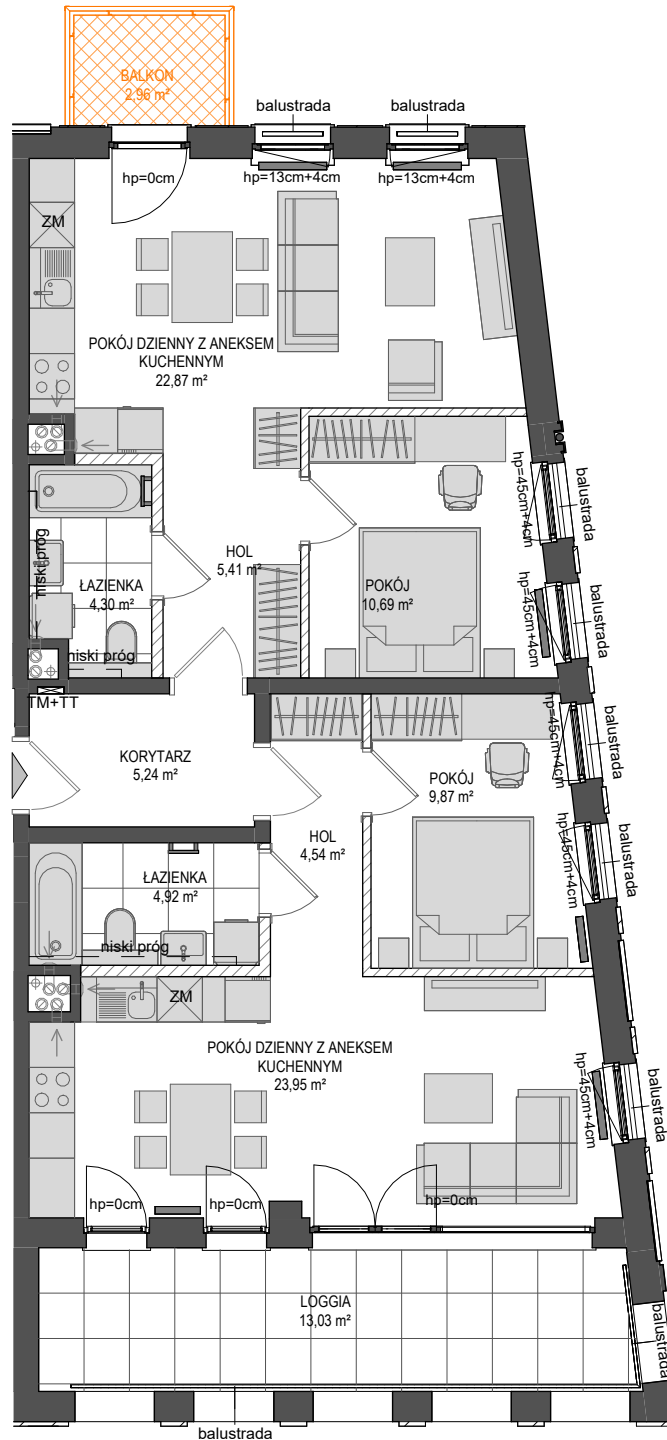 BALKON
2,96 m²
balustrada
balustrada
hp=0cm
hp=13cm+4cm
hp=13cm+4cm
ZM
POKÓJ DZIENNY Z ANEKSEM
KUCHENNYM
22,87 m²
hp=45cm+4cm
balustrada
niski próg
HOL
5,41 m²
ŁAZIENKA
4,30 m²
POKÓJ
10,69 m²
hp=45cm+4cm
balustrada
niski próg
TM+TT
KORYTARZ
5,24 m²
POKÓJ
9,87 m²
hp=45cm+4cm
balustrada
HOL
4,54 m²
hp=45cm+4cm
balustrada
ŁAZIENKA
4,92 m²
niski próg
ZM
POKÓJ DZIENNY Z ANEKSEM
KUCHENNYM
23,95 m²
hp=45cm+4cm
balustrada
hp=0cm
hp=0cm
hp=0cm
LOGGIA
13,03 m²
balustrada
balustrada